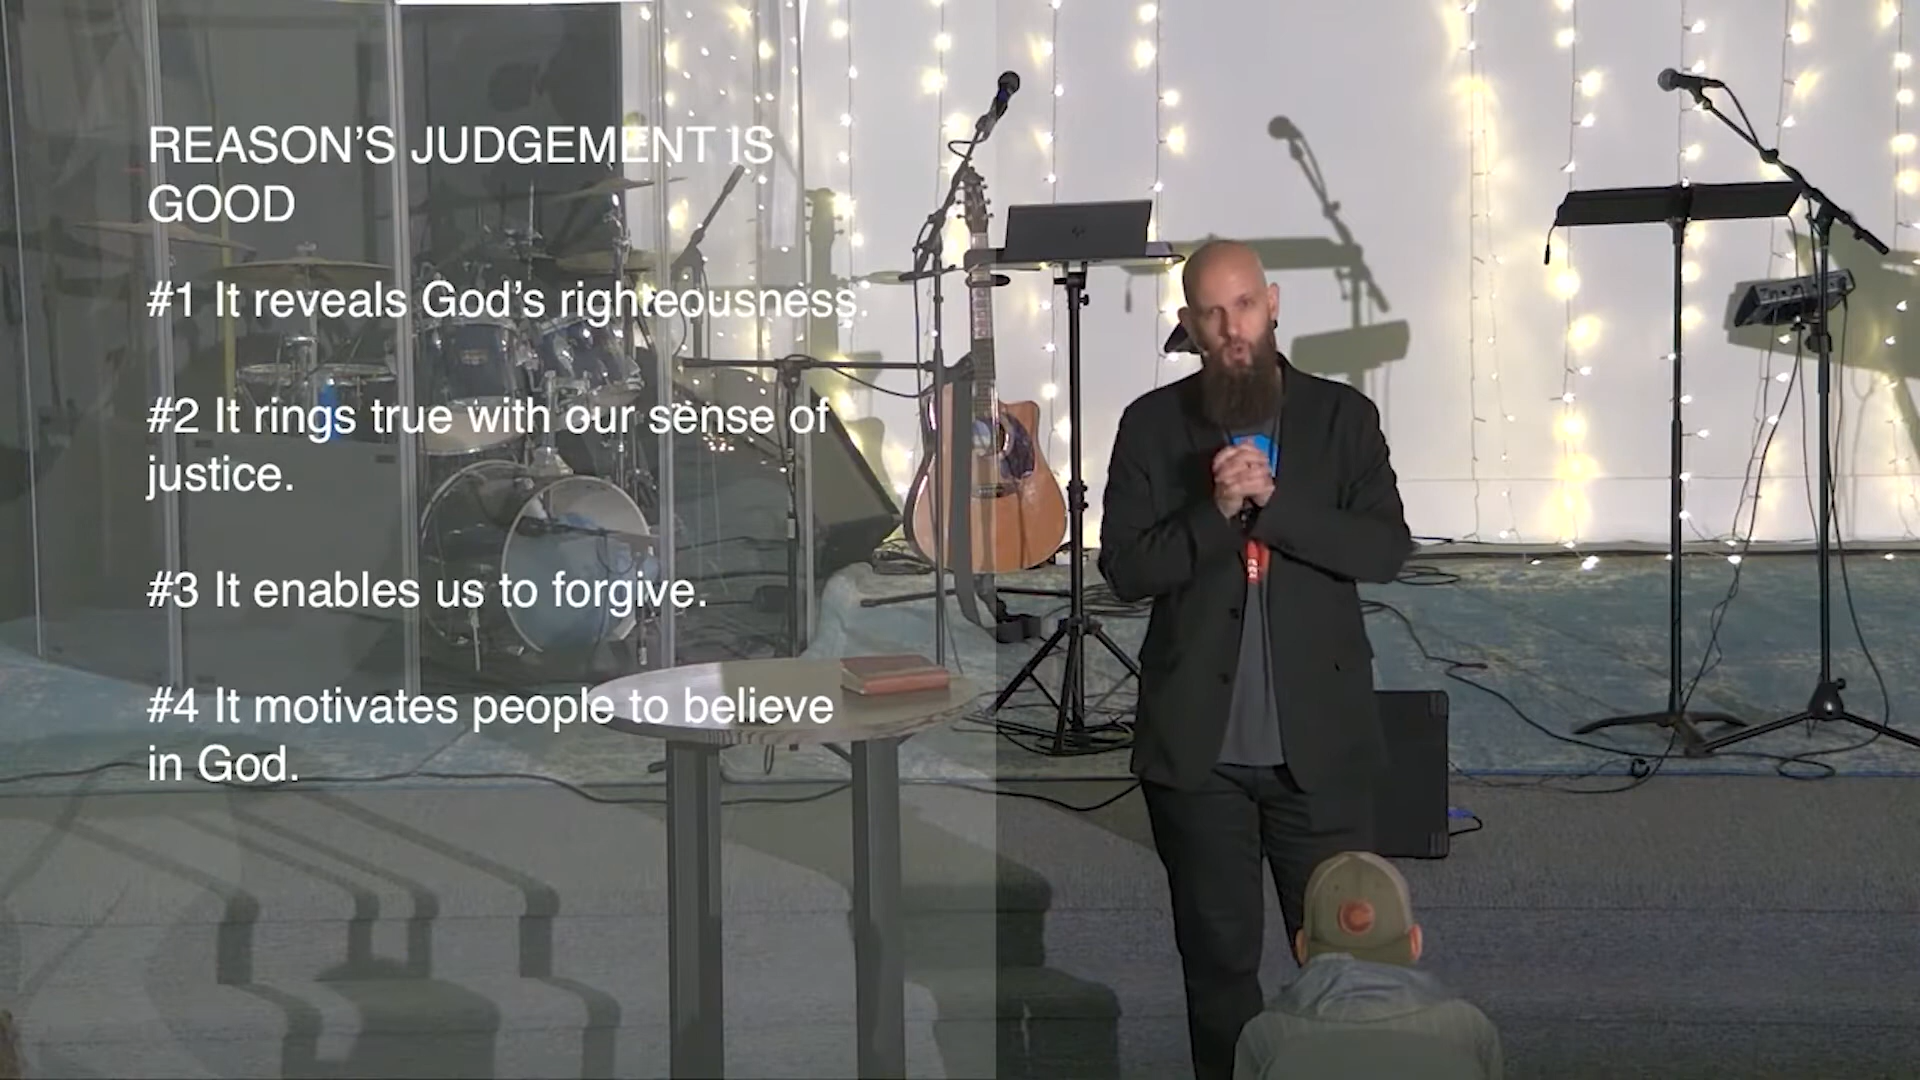 REASON’S JUDGEMENT IS
GOOD
#1 It reveals God’s righteousness.
#2 It rings true with our sense of
justice.
#3 It enables us to forgive.
#4 It motivates people to believe
in God.